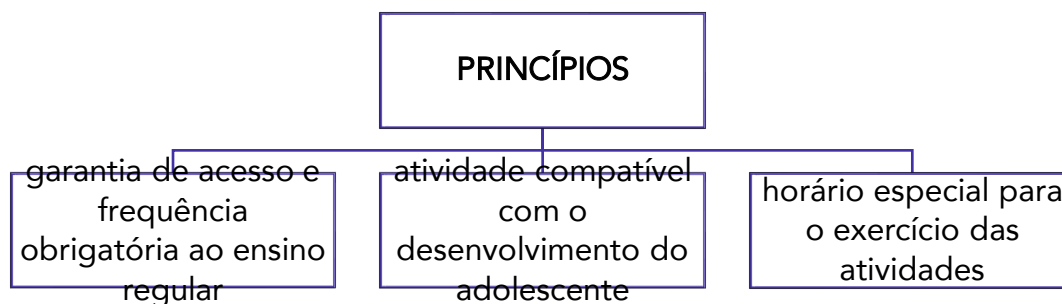 PRINCÍPIOS
garantia de acesso e
frequência
obrigatória ao ensino
regular
atividade compatível
com o
desenvolvimento do
adolescente
horário especial para
o exercício das
atividades